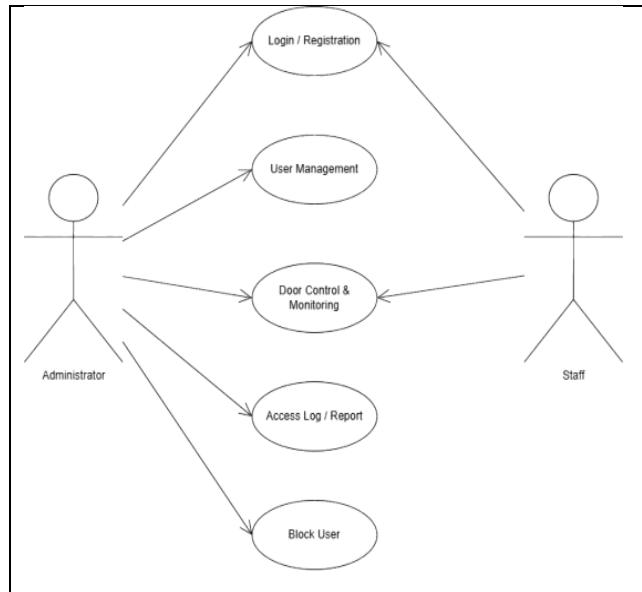 Login / Registration
User Management
Door Control &
Monitoring
Administrator
Staff
Access Log / Report
Block User